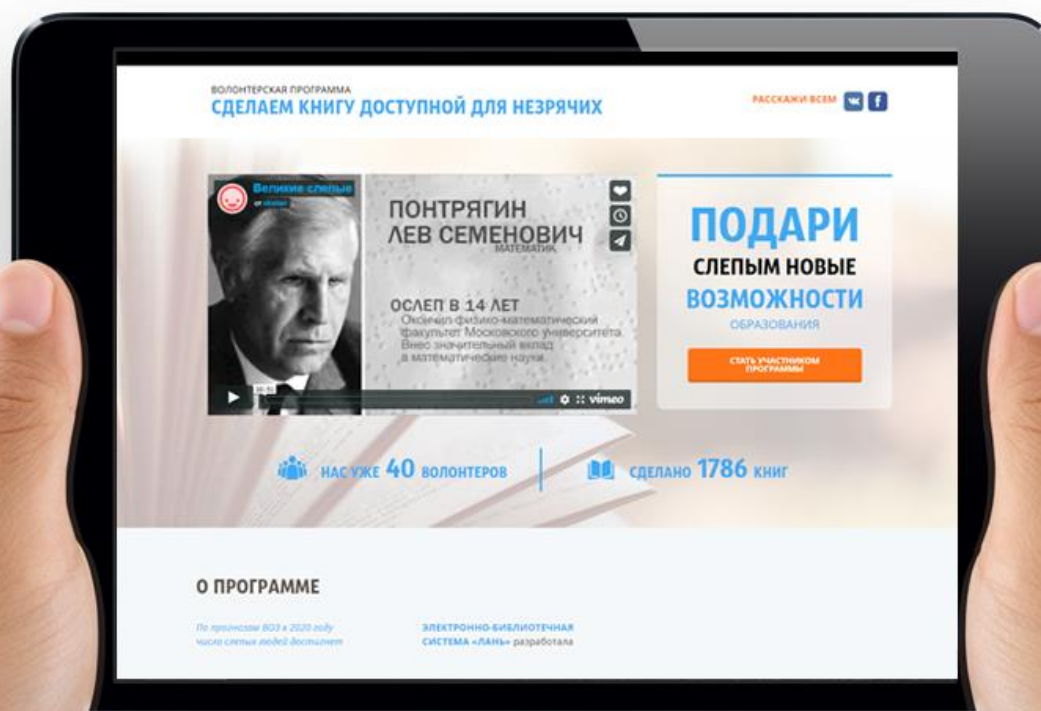 ВОЛОНТЕРСКАЯ ПРОГРАММА
СДЕЛАЕМ КНИГУ ДОСТУПНОЙ ДЛЯ НЕЗРЯЧИХ
РАССКАЖИ ВСЕМ
Великие слепые
от
ПОНТРЯГИН
ЛЕВ СЕМЕНОВИЧ
МАТЕМАТИК
ОСЛЕП В 14 ЛЕТ
Окончил физико-математический
факультет Московского университета.
Внес значительный вклад
в математические науки.
vimeo
ПОДАРИ
СЛЕПЫМ НОВЫЕ
ВОЗМОЖНОСТИ
ОБРАЗОВАНИЯ
СТАТЬ УЧАСТНИКОМ
ПРОГРАММЫ
НАС УЖЕ 40 ВОЛОНТЕРОВ
СДЕЛАНО 1786 КНИГ
О ПРОГРАММЕ
По прогнозам ВОЗ к 2020 году
число слепых людей достигнет
ЭЛЕКТРОННО-БИБЛИОТЕЧНАЯ
СИСТЕМА «ЛАНЬ» разработала